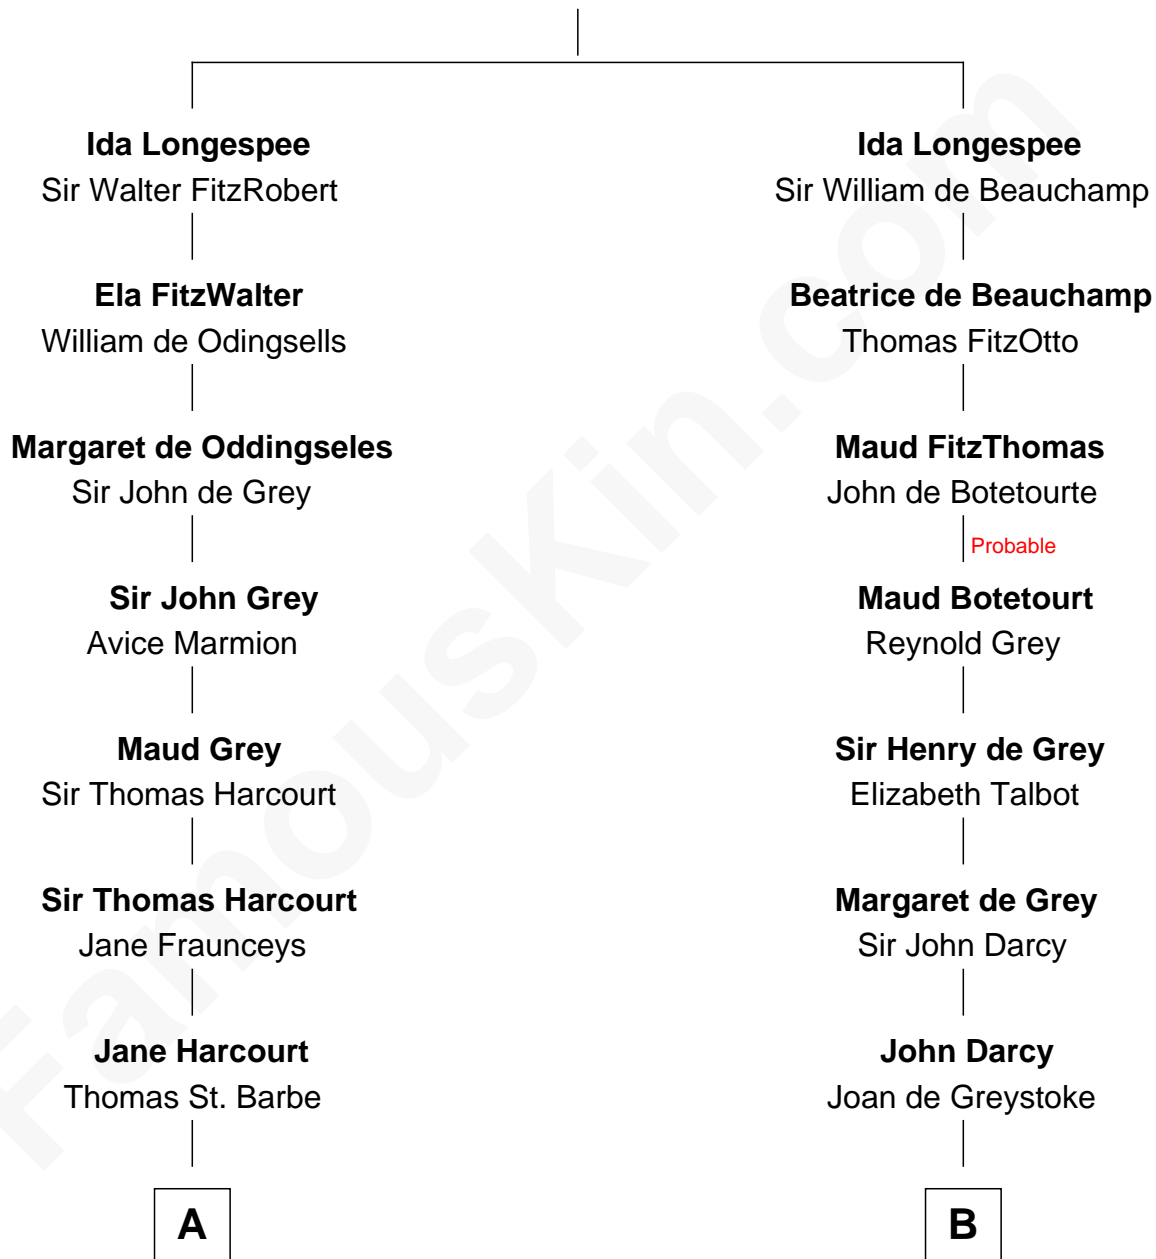 Ida Longespee
Sir Walter FitzRobert
Ela FitzWalter
William de Odingsells
Margaret de Oddingseles
Sir John de Grey
Sir John Grey
Avice Marmion
Maud Grey
Sir Thomas Harcourt
Sir Thomas Harcourt
Jane Fraunceys
Jane Harcourt
Thomas St. Barbe
A
Ida Longespee
Sir William de Beauchamp
Beatrice de Beauchamp
Thomas FitzOtto
Maud FitzThomas
John de Botetourte
Probable
Maud Botetourt
Reynold Grey
Sir Henry de Grey
Elizabeth Talbot
Margaret de Grey
Sir John Darcy
John Darcy
Joan de Greystoke
B
FamousKin.com